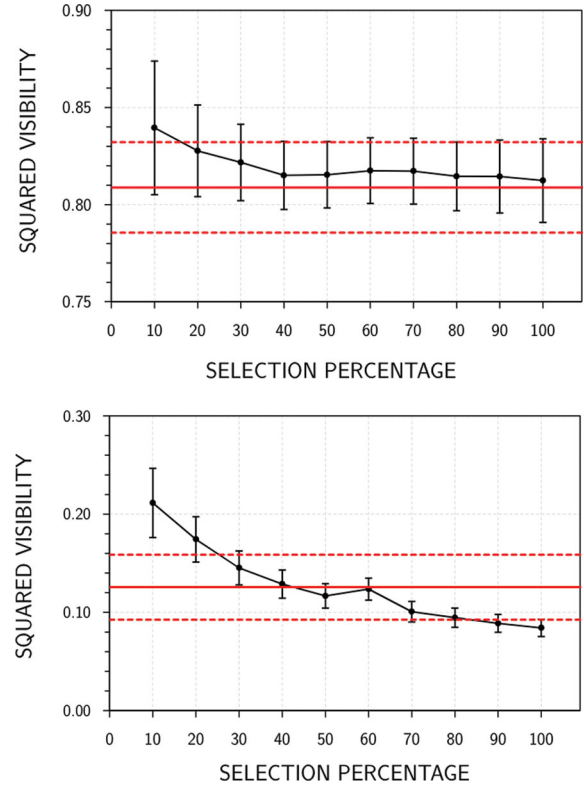 0.90
0.85
0.80
0.75
SQUARED VISIBILITY
0 10 20 30 40 50 60 70 80 90 100
SELECTION PERCENTAGE
0.30
0.20
0.10
0.00
SQUARED VISIBILITY
0 10 20 30 40 50 60 70 80 90 100
SELECTION PERCENTAGE